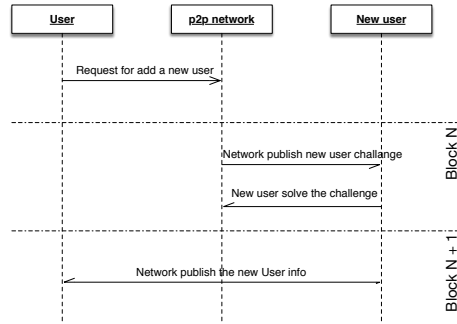 User
p2p network
New user
Request for add a new user
Block N
Network publish new user challange
New user solve the challenge
Block N + 1
Network publish the new User info